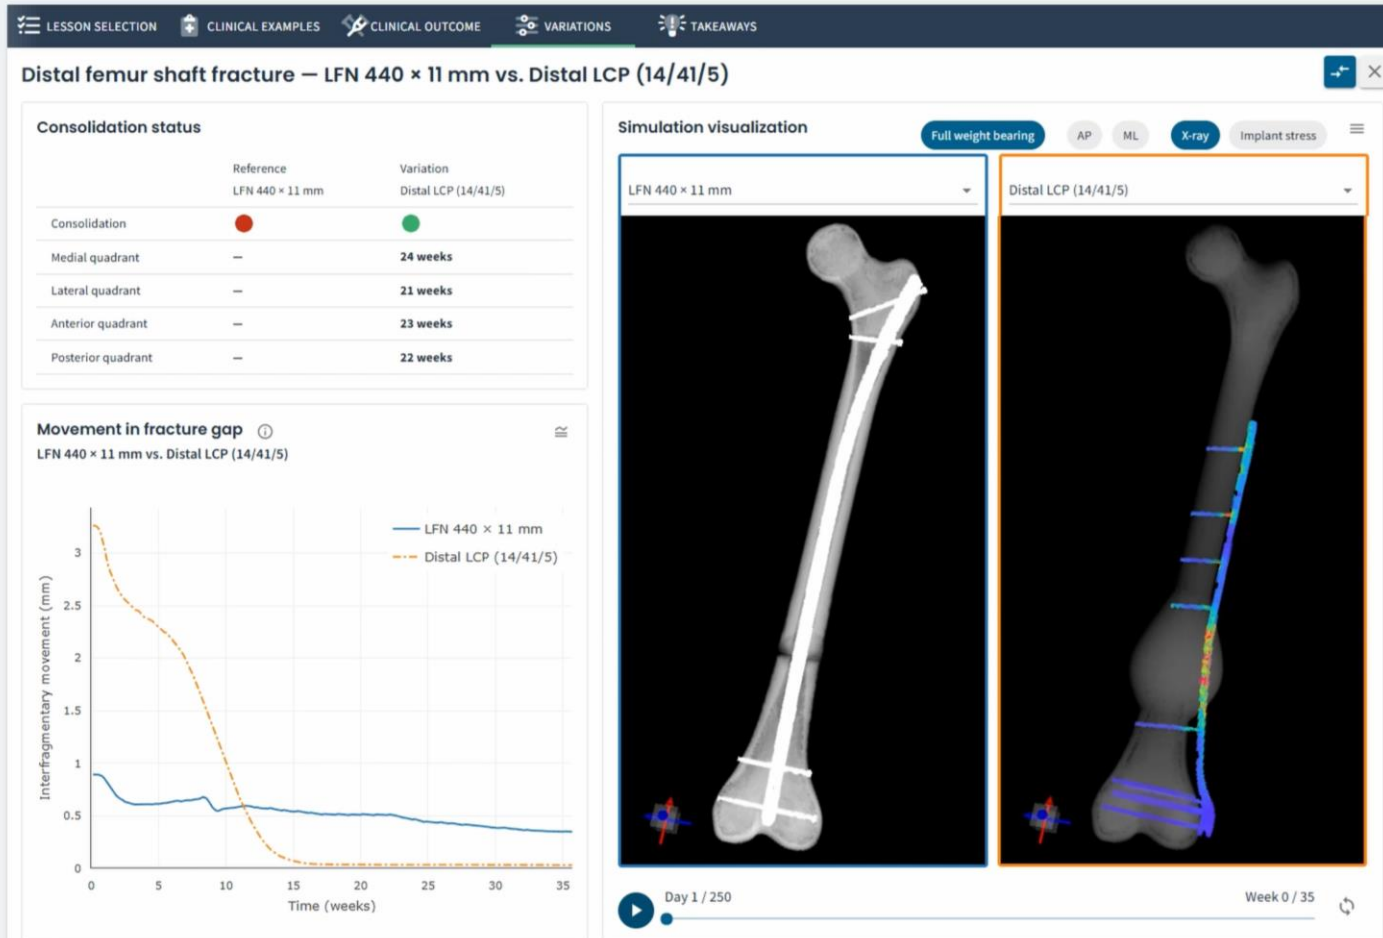 LESSON SELECTION
CLINICAL EXAMPLES
CLINICAL OUTCOME
VARIATIONS
TAKEAWAYS
Distal femur shaft fracture — LFN 440 × 11 mm vs. Distal LCP (14/41/5)
Consolidation status
Reference Variation
LFN 440 × 11 mm Distal LCP (14/41/5)
Consolidation
Medial quadrant – 24 weeks
Lateral quadrant – 21 weeks
Anterior quadrant – 23 weeks
Posterior quadrant – 22 weeks
Movement in fracture gap
LFN 440 × 11 mm vs. Distal LCP (14/41/5)
LFN 440 × 11 mm
Distal LCP (14/41/5)
Interfragmentary movement (mm)
3
2.5
2
1.5
1
0.5
0
0 5 10 15 20 25 30 35
Time (weeks)
Simulation visualization
Full weight bearing
AP
ML
X-ray
Implant stress
LFN 440 × 11 mm
Distal LCP (14/41/5)
Day 1 / 250
Week 0 / 35